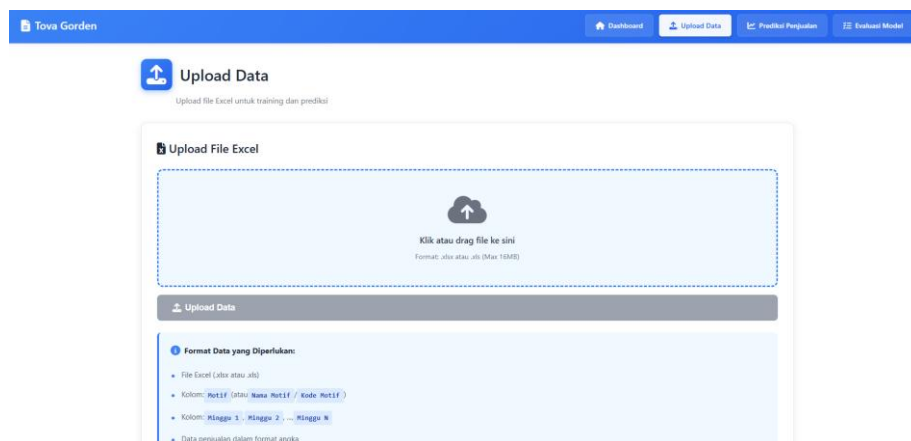 Tova Gorden
Dashboard
Upload Data
Prediksi Penjualan
Evaluasi Model
Upload Data
Upload file Excel untuk training dan prediksi
Upload File Excel
Klik atau drag file ke sini
Format: .xlsx atau .xls (Max 16MB)
Upload Data
Format Data yang Diperlukan:
File Excel (.xlsx atau .xls)
Kolom: Motif (atau Nama Motif / Kode Motif )
Kolom: Minggu 1 , Minggu 2 , ..., Minggu N
Data penjualan dalam format angka